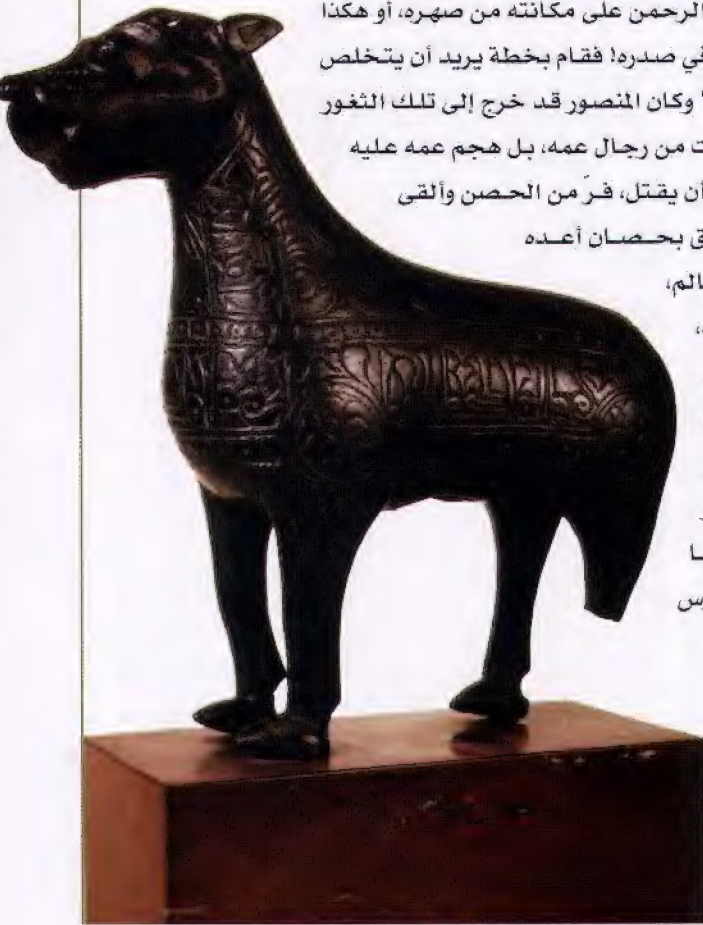 الرحمن على مكانته من صهره، أو هكذا
في صدره! فقام بخطة يريد أن يتخلص
وكان المنصور قد خرج إلى تلك الثغور
ت من رجال عمه، بل هجم عمه عليه
أن يقتل، فرّ من الحصن وألقى
ق بحصان أعده
الم،
ـا